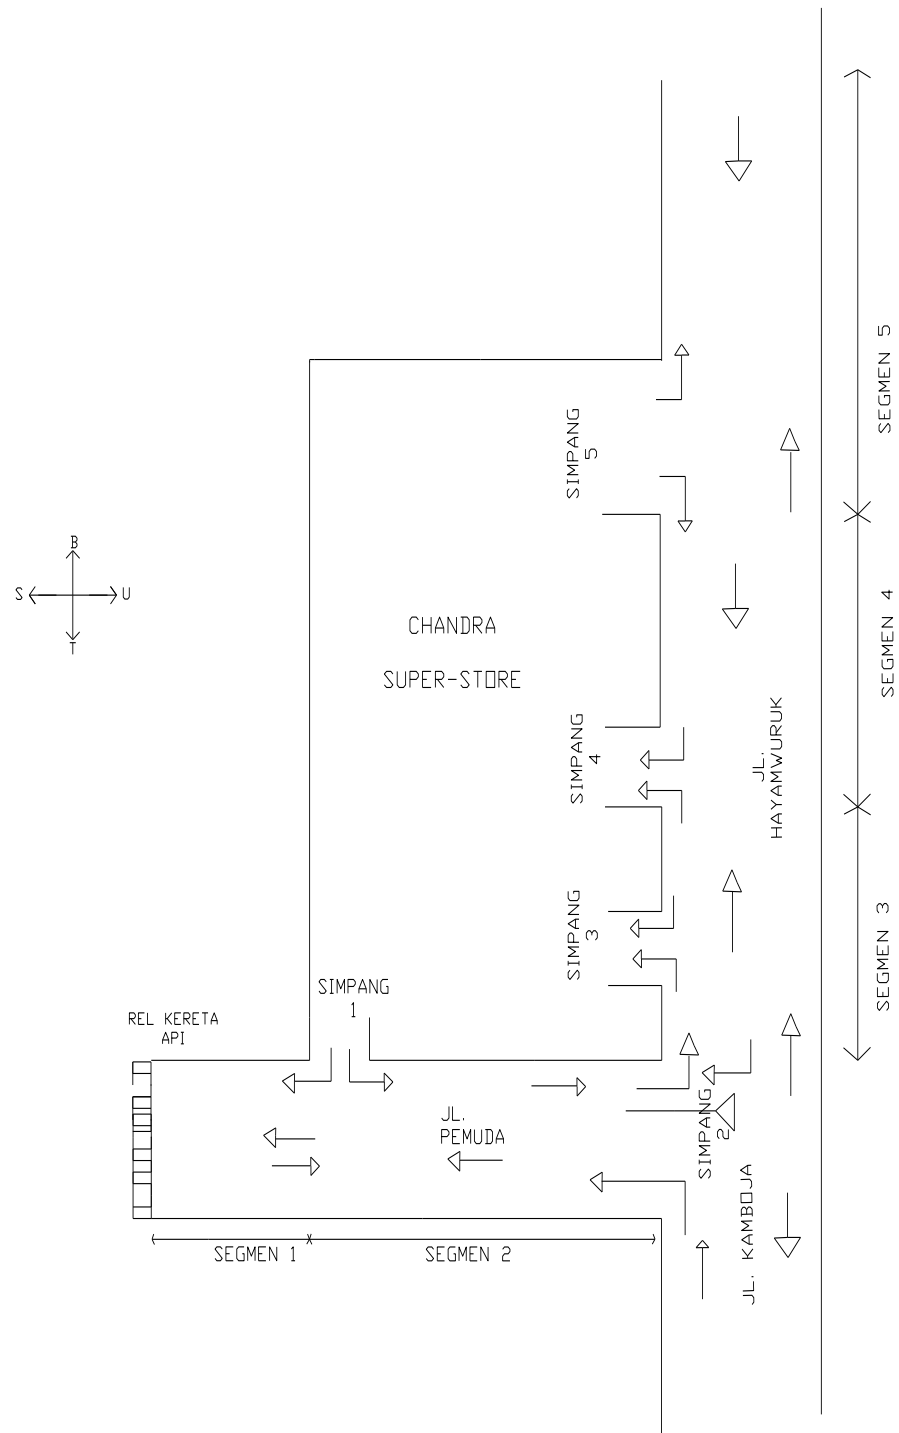 SEGMEN 5
SIMPANG
5
B
S
U
T
SEGMEN 4
CHANDRA
SUPER-STORE
SIMPANG
4
JL.
HAYAMWURUK
SIMPANG
3
SEGMEN 3
SIMPANG
1
REL KERETA
API
JL.
PEMUDA
SIMPANG
2
JL. KAMBOJA
SEGMEN 1
SEGMEN 2